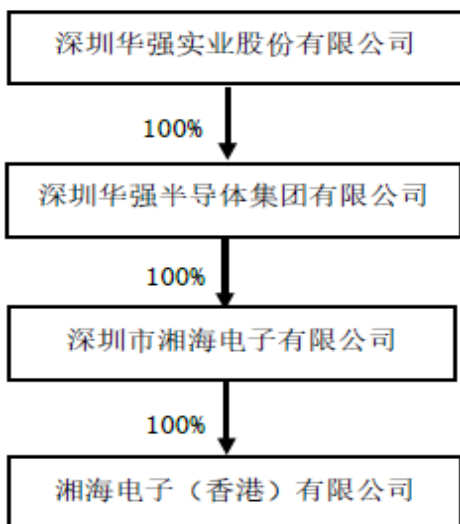 深圳华强实业股份有限公司
100%
深圳华强半导体集团有限公司
100%
深圳市湘海电子有限公司
100%
湘海电子（香港）有限公司